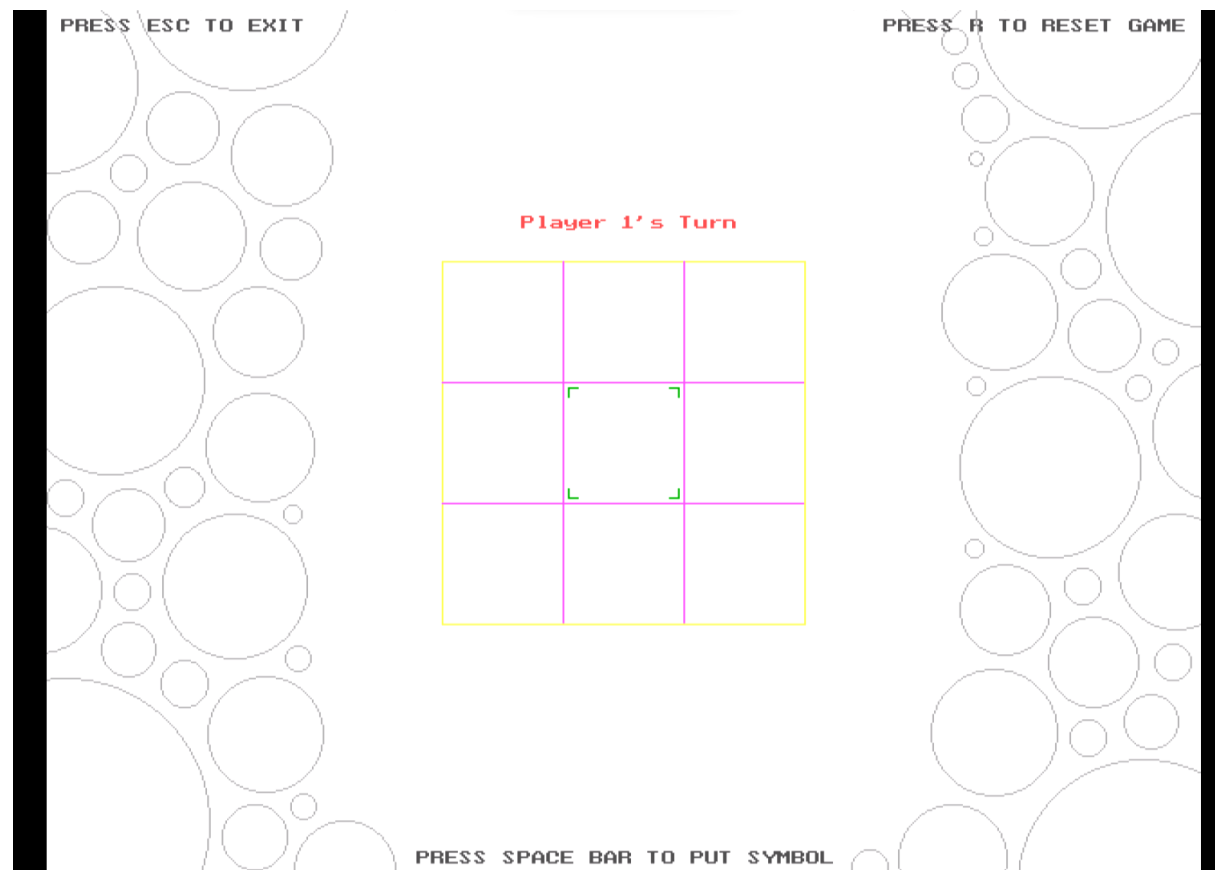 PRESS ESC TO EXIT
PRESS R TO RESET GAME
Player 1's Turn
PRESS SPACE BAR TO PUT SYMBOL